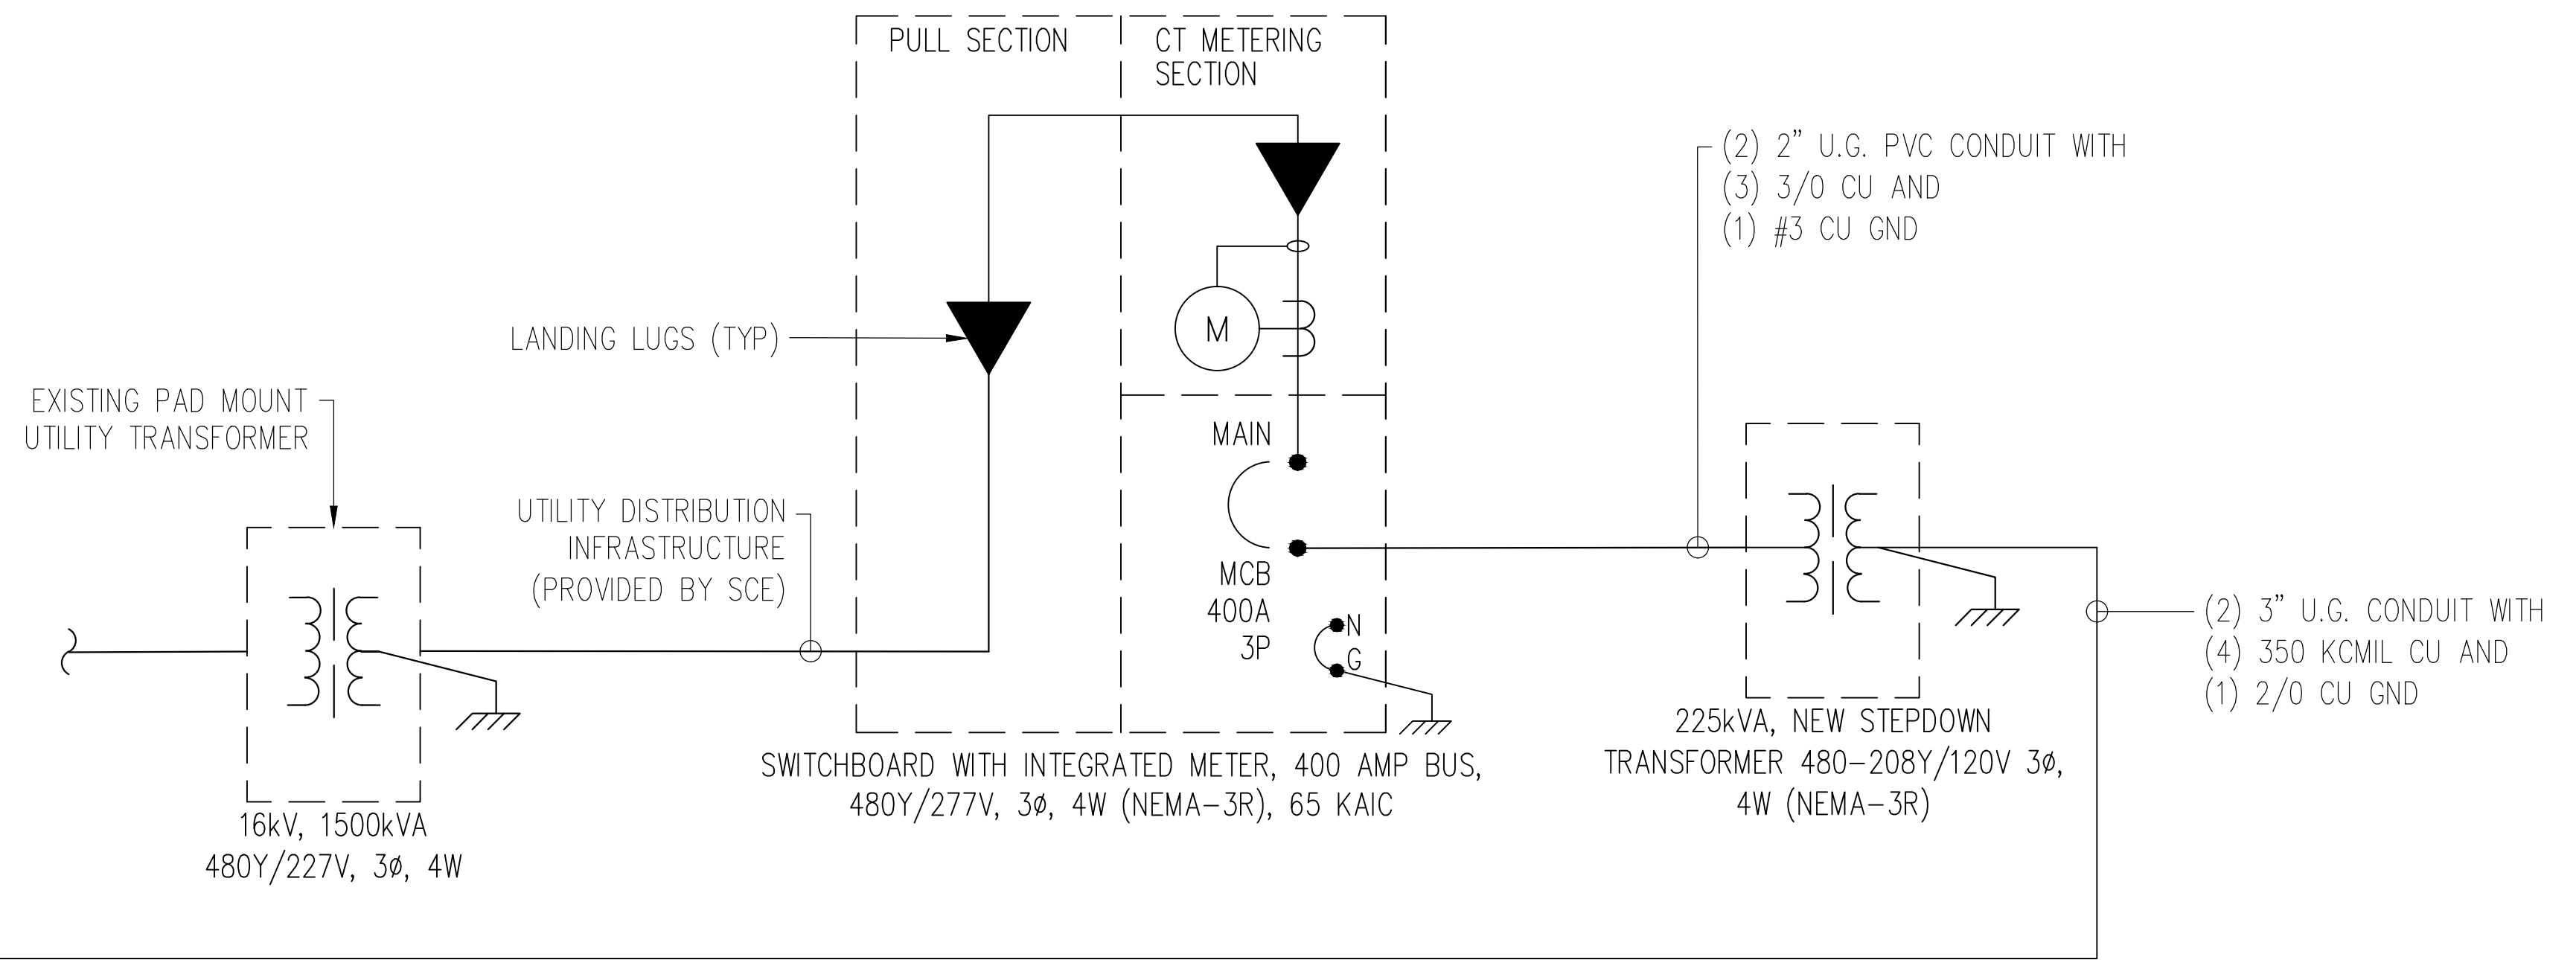 PULL SECTION
CT METERING
SECTION
(2) 2” U.G. PVC CONDUIT WITH
(3) 3/0 CU AND
(1) #3 CU GND
LANDING LUGS (TYP)
M
EXISTING PAD MOUNT
UTILITY TRANSFORMER
MAIN
UTILITY DISTRIBUTION
INFRASTRUCTURE
(PROVIDED BY SCE)
MCB
400A
3P
N
G
(2) 3” U.G. CONDUIT WITH
(4) 350 KCMIL CU AND
(1) 2/0 CU GND
225kVA, NEW STEPDOWN
TRANSFORMER 480-208Y/120V 3ø,
4W (NEMA-3R)
SWITCHBOARD WITH INTEGRATED METER, 400 AMP BUS,
480Y/277V, 3ø, 4W (NEMA-3R), 65 KAIC
16kV, 1500kVA
480Y/227V, 3ø, 4W